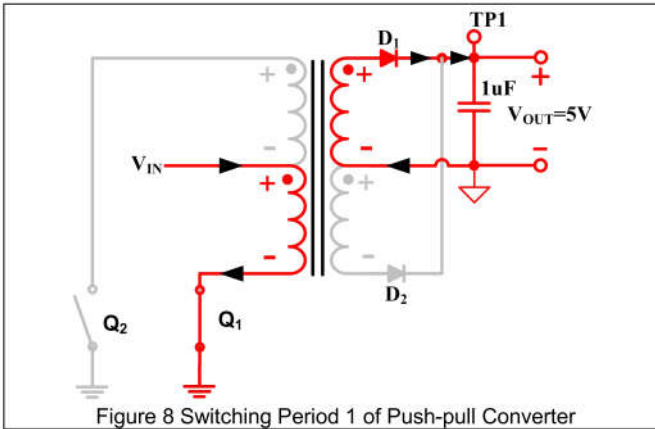 TP1
D1
+
+
1uF
+
VOUT=5V
-
-
VIN
+
+
-
-
-
D2
Q2
Q1
Figure 8 Switching Period 1 of Push-pull Converter